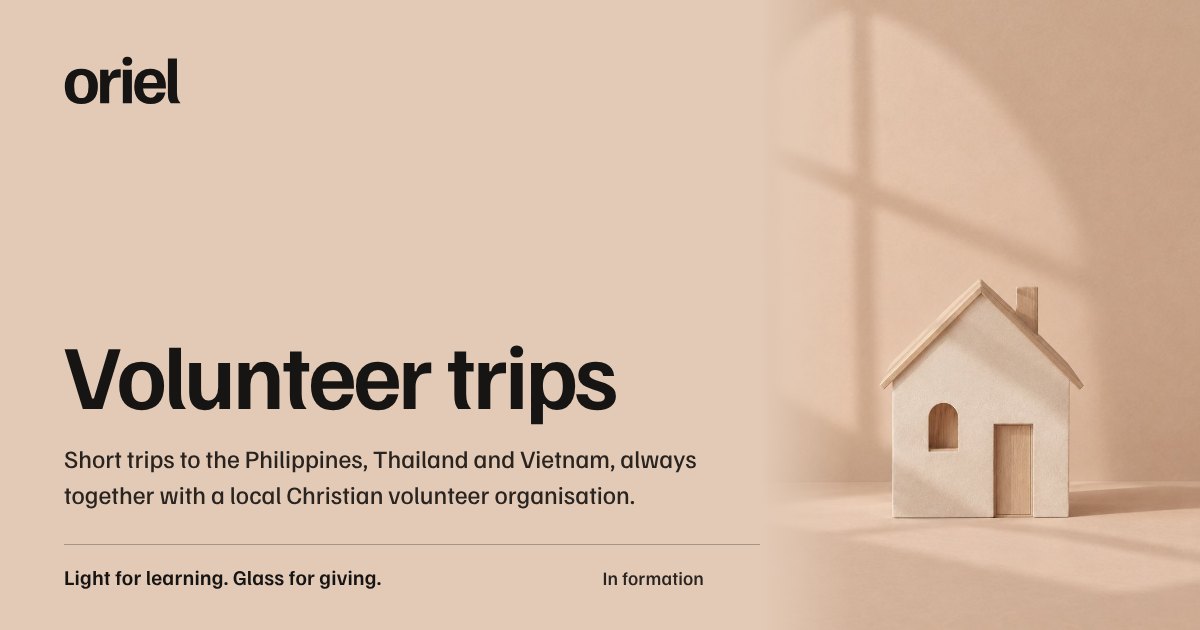 oriel
Volunteer trips
Short trips to the Philippines, Thailand and Vietnam, always
together with a local Christian volunteer organisation.
Light for learning. Glass for giving.
In formation